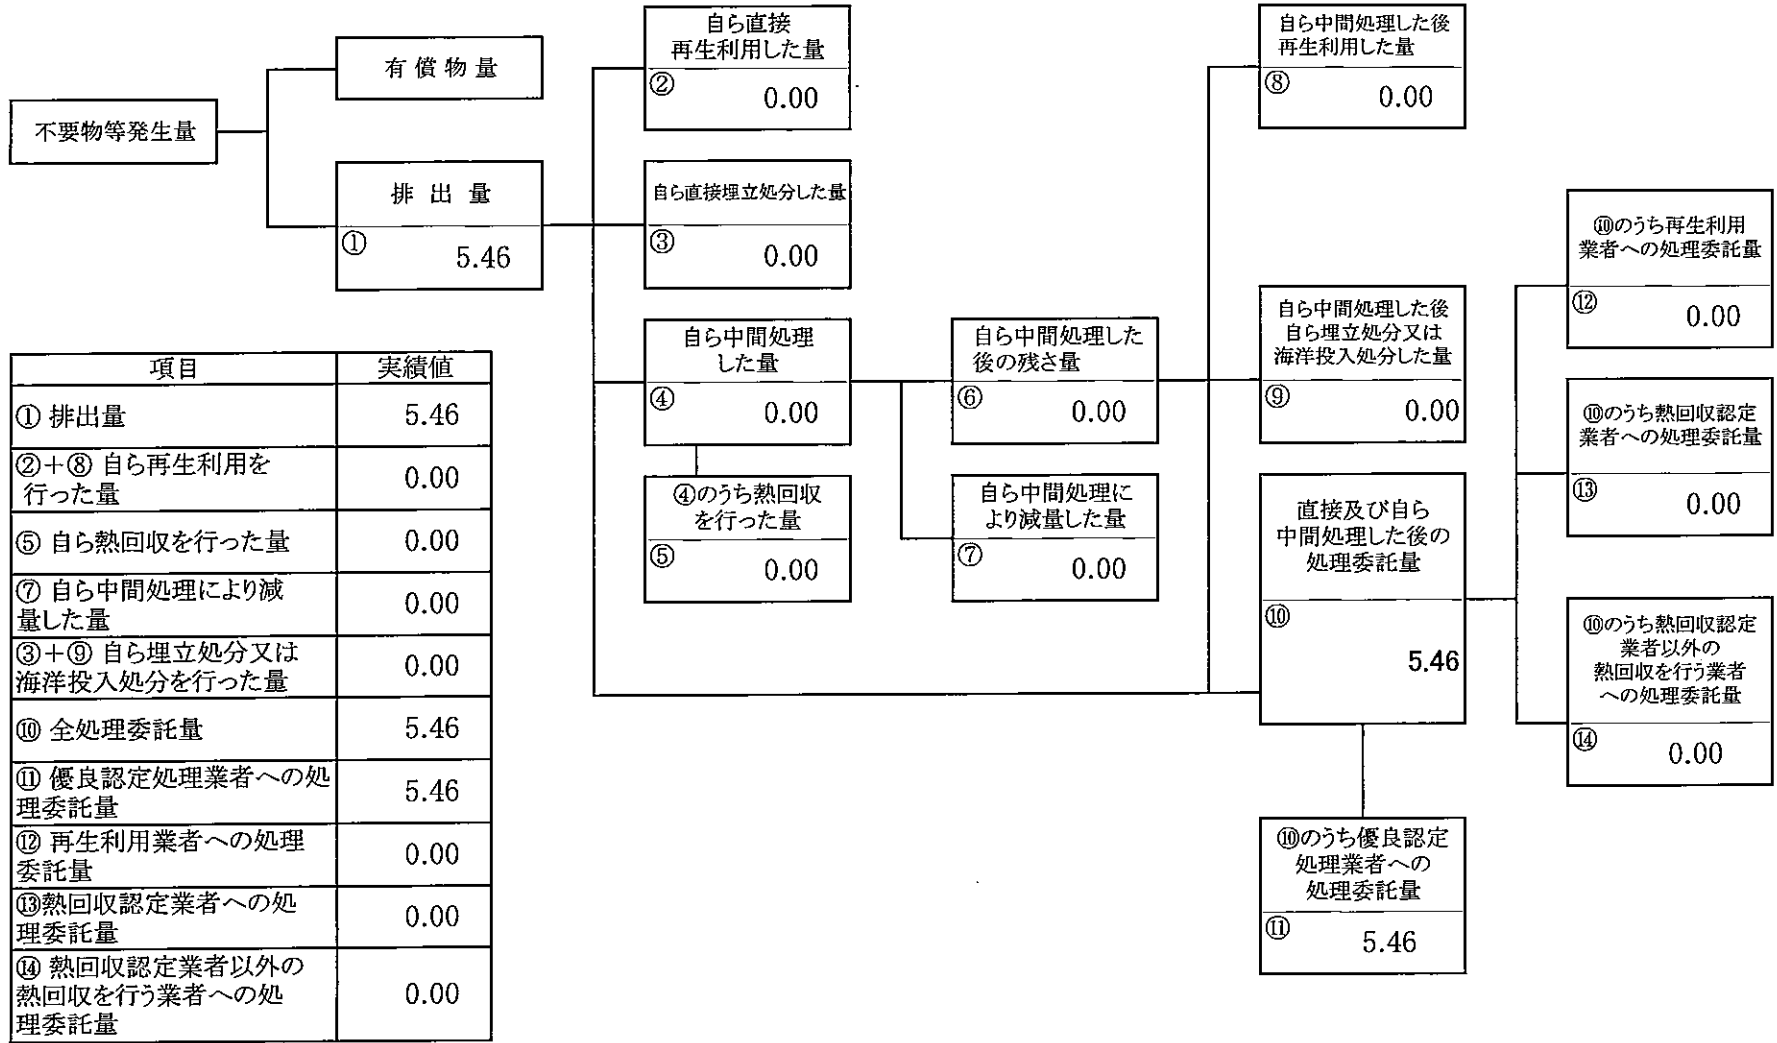 不要物等発生量
有償物量
排出量
①
5.46
自ら直接
再生利用した量
②
0.00
自ら直接埋立処分した量
③
0.00
自ら中間処理
した量
④
0.00
④のうち熱回収
を行った量
⑤
0.00
自ら中間処理した
後の残さ量
⑥
0.00
自ら中間処理に
より減量した量
⑦
0.00
自ら中間処理した後
再生利用した量
⑧
0.00
自ら中間処理した後
自ら埋立処分又は
海洋投入処分した量
⑨
0.00
直接及び自ら
中間処理した後の
処理委託量
⑩
5.46
⑩のうち優良認定
処理業者への
処理委託量
⑪
5.46
⑩のうち再生利用
業者への処理委託量
⑫
0.00
⑩のうち熱回収認定
業者への処理委託量
⑬
0.00
⑩のうち熱回収認定
業者以外の
熱回収を行う業者
への処理委託量
⑭
0.00
項目 実績値
① 排出量 5.46
②+⑧ 自ら再生利用を
行った量 0.00
⑤ 自ら熱回収を行った量 0.00
⑦ 自ら中間処理により減
量した量 0.00
③+⑨ 自ら埋立処分又は
海洋投入処分を行った量 0.00
⑩ 全処理委託量 5.46
⑪ 優良認定処理業者への処
理委託量 5.46
⑫ 再生利用業者への処理
委託量 0.00
⑬熱回収認定業者への処
理委託量 0.00
⑭ 熱回収認定業者以外の
熱回収を行う業者への処
理委託量 0.00